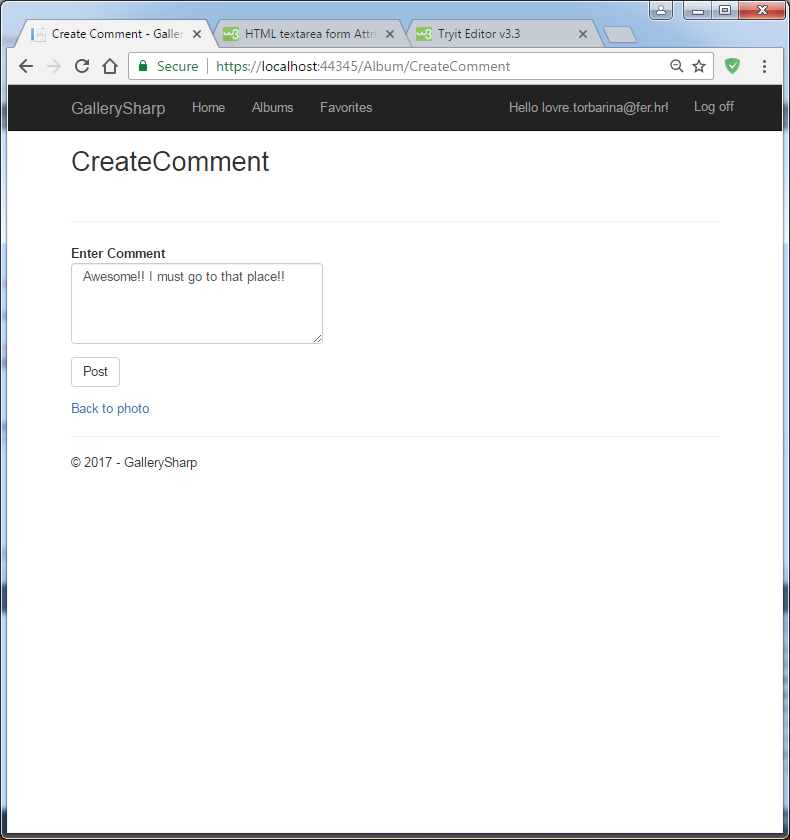 Create Comment - Galler
HTML textarea form Attri
Tryit Editor v3.3
Secure
https://localhost:44345/Album/CreateComment
GallerySharp Home Albums Favorites Hello lovre.torbarina@fer.hr! Log off
CreateComment
Enter Comment
Awesome!! I must go to that place!!
Post
Back to photo
© 2017 - GallerySharp